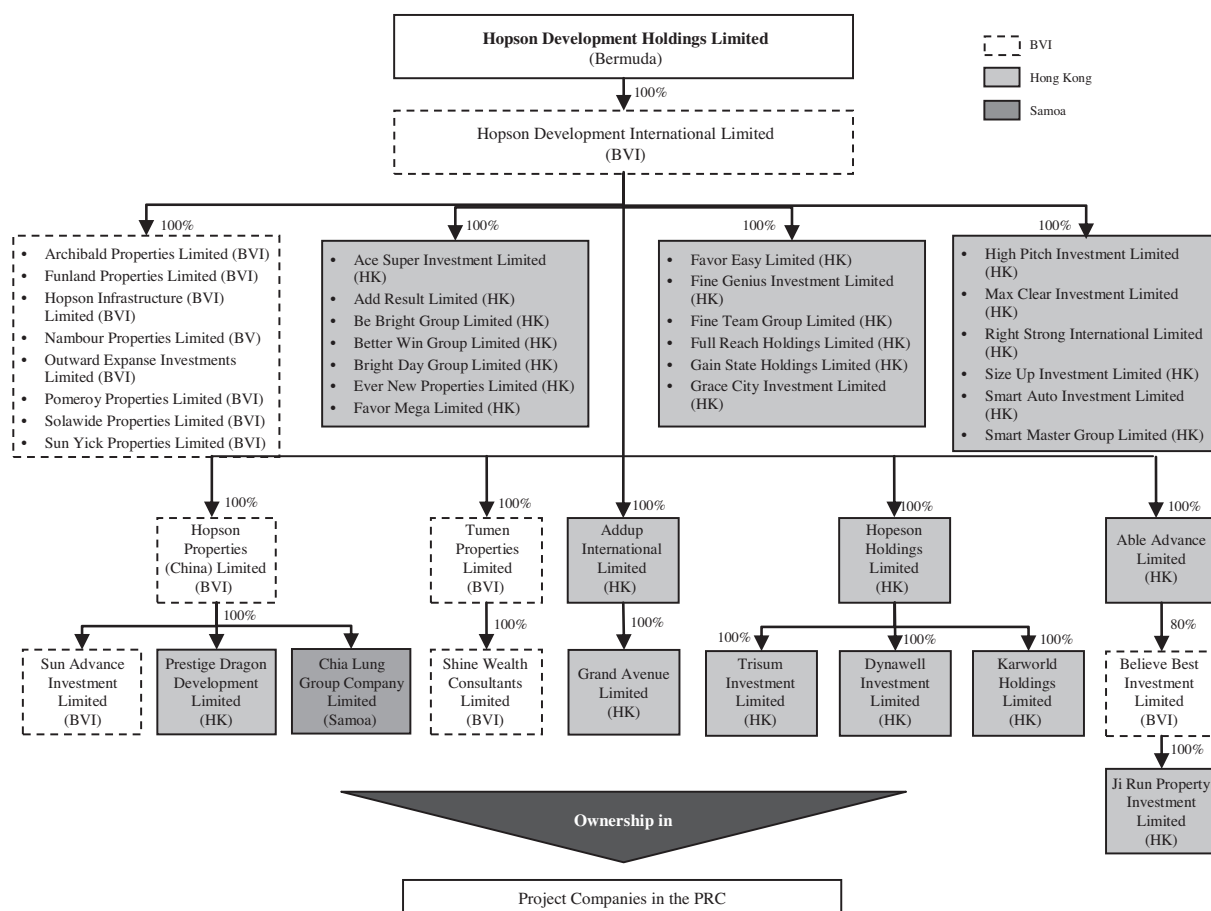 Hopson Development Holdings Limited
(Bermuda)
BVI
Hong Kong
Samoa
100%
Hopson Development International Limited
(BVI)
100%
100%
100%
100%
• Archibald Properties Limited (BVI)
• Funland Properties Limited (BVI)
• Hopson Infrastructure (BVI)
Limited (BVI)
• Nambour Properties Limited (BV)
• Outward Expanse Investments
Limited (BVI)
• Pomeroy Properties Limited (BVI)
• Solawide Properties Limited (BVI)
• Sun Yick Properties Limited (BVI)
• Ace Super Investment Limited
(HK)
• Add Result Limited (HK)
• Be Bright Group Limited (HK)
• Better Win Group Limited (HK)
• Bright Day Group Limited (HK)
• Ever New Properties Limited (HK)
• Favor Mega Limited (HK)
• Favor Easy Limited (HK)
• Fine Genius Investment Limited
(HK)
• Fine Team Group Limited (HK)
• Full Reach Holdings Limited (HK)
• Gain State Holdings Limited (HK)
• Grace City Investment Limited
(HK)
• High Pitch Investment Limited
(HK)
• Max Clear Investment Limited
(HK)
• Right Strong International Limited
(HK)
• Size Up Investment Limited (HK)
• Smart Auto Investment Limited
(HK)
• Smart Master Group Limited (HK)
100%
100%
100%
100%
100%
Hopson
Properties
(China) Limited
(BVI)
Tumen
Properties
Limited
(BVI)
Addup
International
Limited
(HK)
Hopeson
Holdings
Limited
(HK)
Able Advance
Limited
(HK)
100%
100%
100%
100%
100%
100%
80%
Sun Advance
Investment
Limited
(BVI)
Prestige Dragon
Development
Limited
(HK)
Chia Lung
Group Company
Limited
(Samoa)
Shine Wealth
Consultants
Limited
(BVI)
Grand Avenue
Limited
(HK)
Trisum
Investment
Limited
(HK)
Dynawell
Investment
Limited
(HK)
Karworld
Holdings
Limited
(HK)
Believe Best
Investment
Limited
(BVI)
100%
Ji Run Property
Investment
Limited
(HK)
Ownership in
Project Companies in the PRC